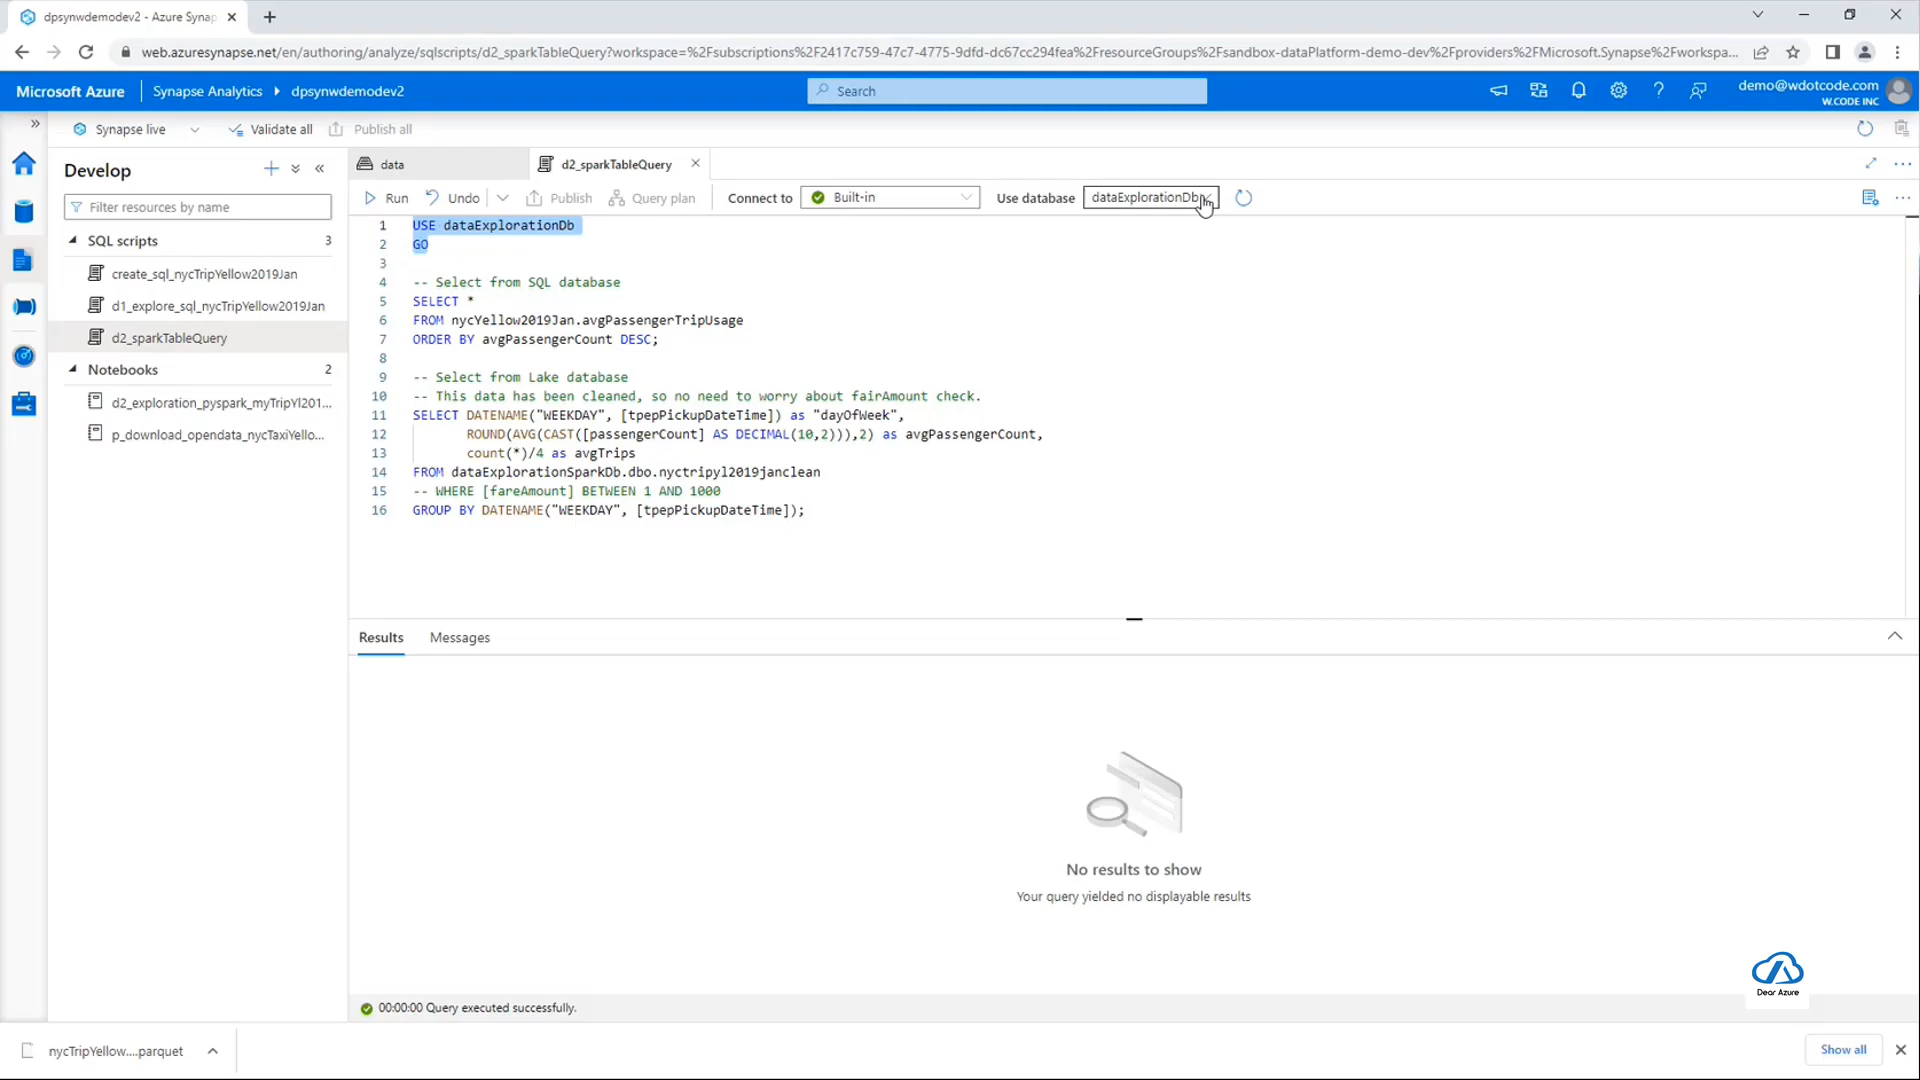 dpsynwdemodev2 - Azure Synap
web.azuresynapse.net/en/authoring/analyze/sqlscripts/d2_sparkTableQuery?workspace=%2Fsubscriptions%2F2417c759-47c7-4775-9dfd-dc67cc294fea%2FresourceGroups%2Fsandbox-dataPlatform-demo-dev%2Fproviders%2FMicrosoft.Synapse%2Fworkspa...
Microsoft Azure
Synapse Analytics
dpsynwdemodev2
Search
demo@wdotcode.com
W.CODE INC
Synapse live
Validate all
Publish all
Develop
Filter resources by name
SQL scripts 3
create_sql_nycTripYellow2019Jan
d1_explore_sql_nycTripYellow2019Jan
d2_sparkTableQuery
Notebooks 2
d2_exploration_pyspark_myTripYl201...
p_download_opendata_nycTaxiYello...
data
d2_sparkTableQuery
Run
Undo
Publish
Query plan
Connect to
Built-in
Use database
dataExplorationDb
1 USE dataExplorationDb
2 GO
3
4 -- Select from SQL database
5 SELECT *
6 FROM nycYellow2019Jan.avgPassengerTripUsage
7 ORDER BY avgPassengerCount DESC;
8
9 -- Select from Lake database
10 -- This data has been cleaned, so no need to worry about fairAmount check.
11 SELECT DATENAME("WEEKDAY", [tpepPickupDateTime]) as "dayOfWeek",
12 ROUND(AVG(CAST([passengerCount] AS DECIMAL(10,2))),2) as avgPassengerCount,
13 count(*)/4 as avgTrips
14 FROM dataExplorationSparkDb.dbo.nyctripyl2019janclean
15 -- WHERE [fareAmount] BETWEEN 1 AND 1000
16 GROUP BY DATENAME("WEEKDAY", [tpepPickupDateTime]);
Results
Messages
No results to show
Your query yielded no displayable results
Dear Azure
00:00:00 Query executed successfully.
nycTripYellow....parquet
Show all